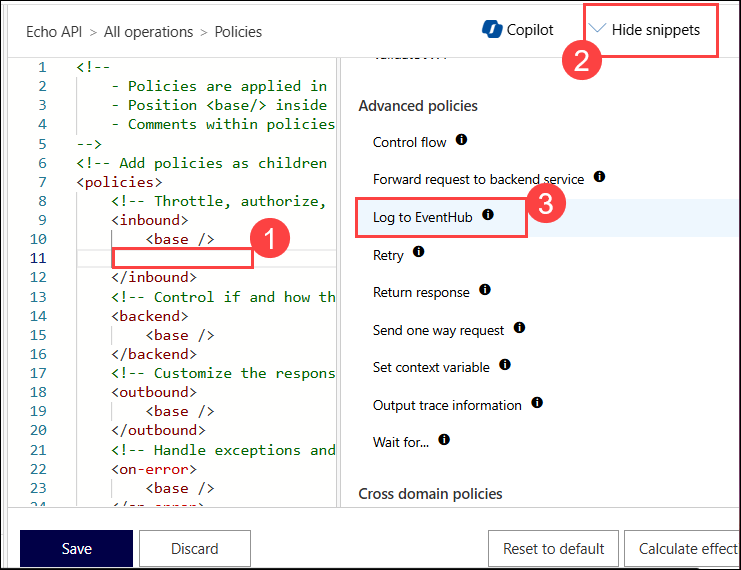 Echo API > All operations > Policies
Copilot
Hide snippets
2
1 <!--
2 - Policies are applied in
3 - Position <base/> inside
4 - Comments within policies
5 -->
6 <!-- Add policies as children
7 <policies>
8 <!-- Throttle, authorize,
9 <inbound>
10 <base />
1
11
12 </inbound>
13 <!-- Control if and how th
14 <backend>
15 <base />
16 </backend>
17 <!-- Customize the respons
18 <outbound>
19 <base />
20 </outbound>
21 <!-- Handle exceptions and
22 <on-error>
23 <base />
24 </on-error>
Advanced policies
Control flow
Forward request to backend service
Log to EventHub
3
Retry
Return response
Send one way request
Set context variable
Output trace information
Wait for...
Cross domain policies
Save
Discard
Reset to default
Calculate effect